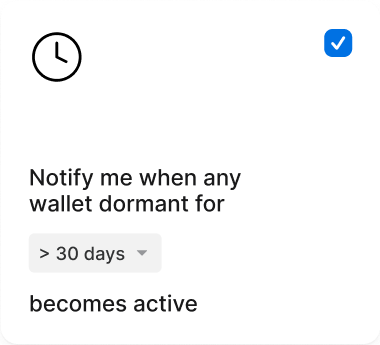 Notify me when any
wallet dormant for
> 30 days
becomes active